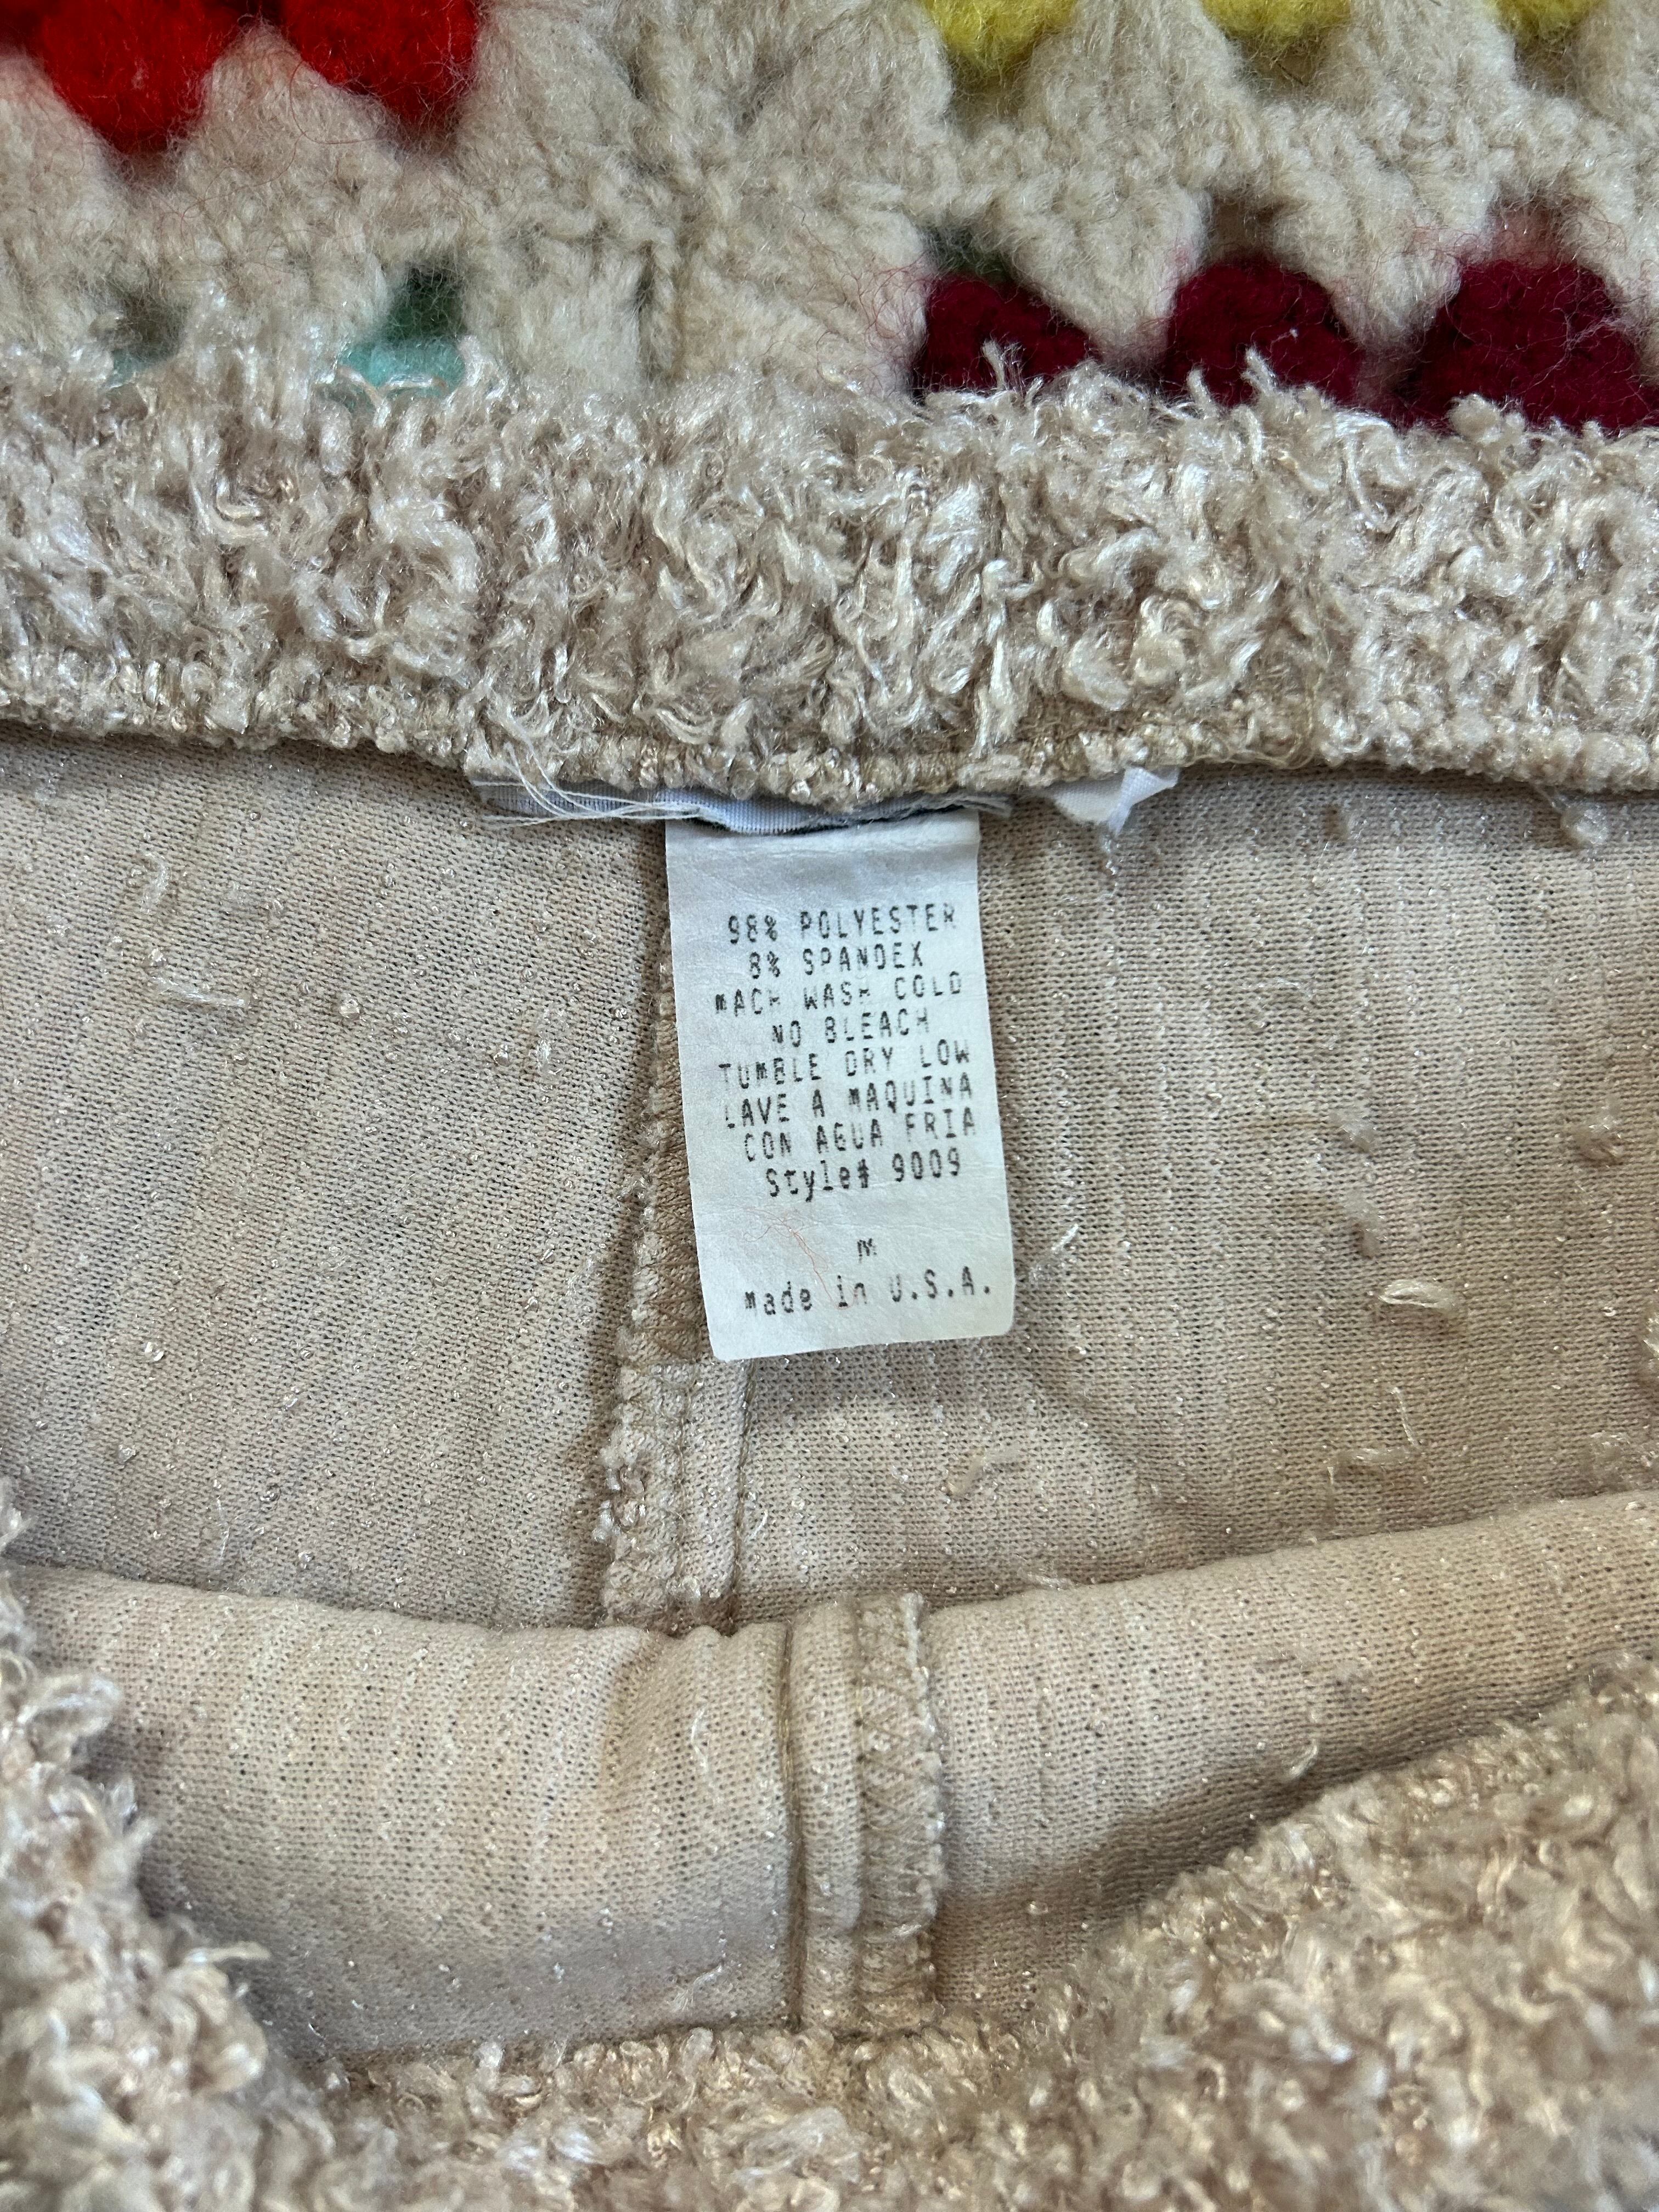 98% POLYESTER
8% SPANDEX
MACH WASH COLD
NO BLEACH
TUMBLE DRY LOW
LAVE A MAQUINA
CON AGUA FRIA
Style# 9009
M
Made in U.S.A.